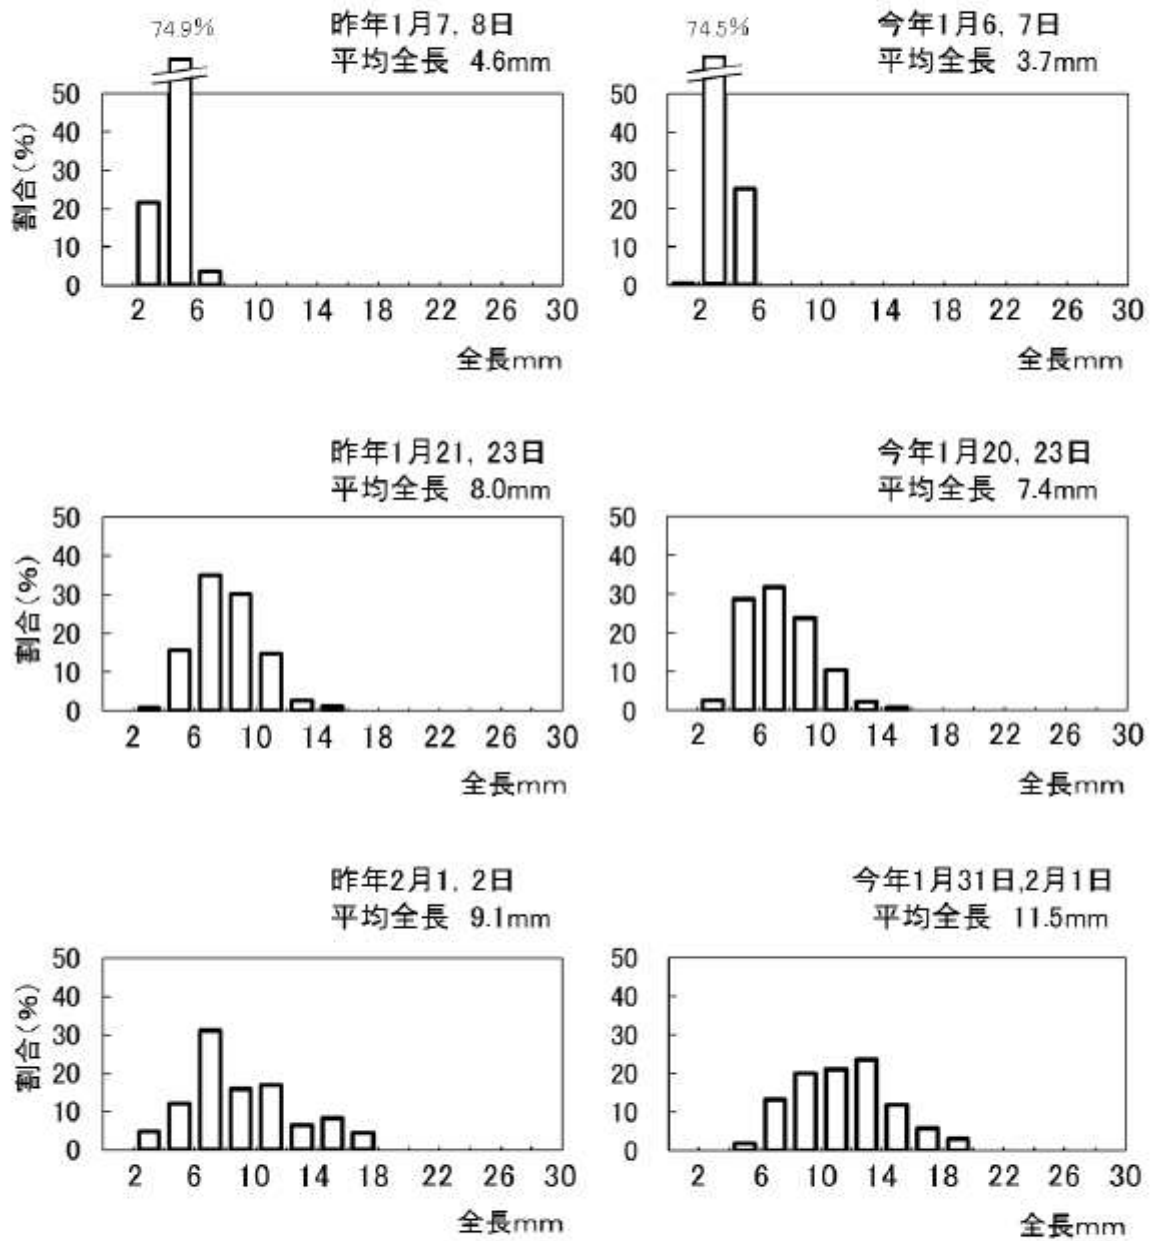 74.9%
昨年1月7, 8日
平均全長 4.6mm
割合(%)
50
40
30
20
10
0
2 6 10 14 18 22 26 30
全長mm
74.5%
今年1月6, 7日
平均全長 3.7mm
50
40
30
20
10
0
2 6 10 14 18 22 26 30
全長mm
昨年1月21, 23日
平均全長 8.0mm
割合(%)
50
40
30
20
10
0
2 6 10 14 18 22 26 30
全長mm
今年1月20, 23日
平均全長 7.4mm
50
40
30
20
10
0
2 6 10 14 18 22 26 30
全長mm
昨年2月1, 2日
平均全長 9.1mm
割合(%)
50
40
30
20
10
0
2 6 10 14 18 22 26 30
全長mm
今年1月31日,2月1日
平均全長 11.5mm
50
40
30
20
10
0
2 6 10 14 18 22 26 30
全長mm